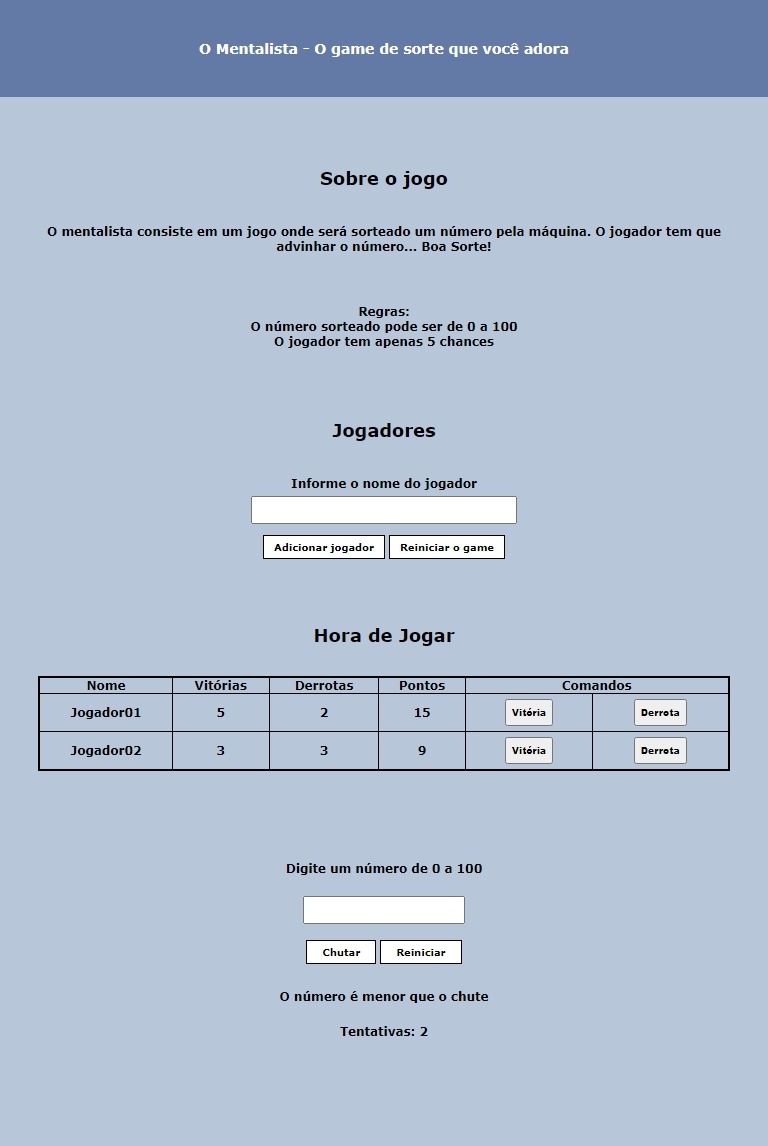 O Mentalista - O game de sorte que você adora
Sobre o jogo
O mentalista consiste em um jogo onde será sorteado um número pela máquina. O jogador tem que
advinhar o número... Boa Sorte!
Regras:
O número sorteado pode ser de 0 a 100
O jogador tem apenas 5 chances
Jogadores
Informe o nome do jogador
Adicionar jogador Reiniciar o game
Hora de Jogar
Nome Vitórias Derrotas Pontos Comandos
Jogador01 5 2 15 Vitória Derrota
Jogador02 3 3 9 Vitória Derrota
Digite um número de 0 a 100
Chutar Reiniciar
O número é menor que o chute
Tentativas: 2